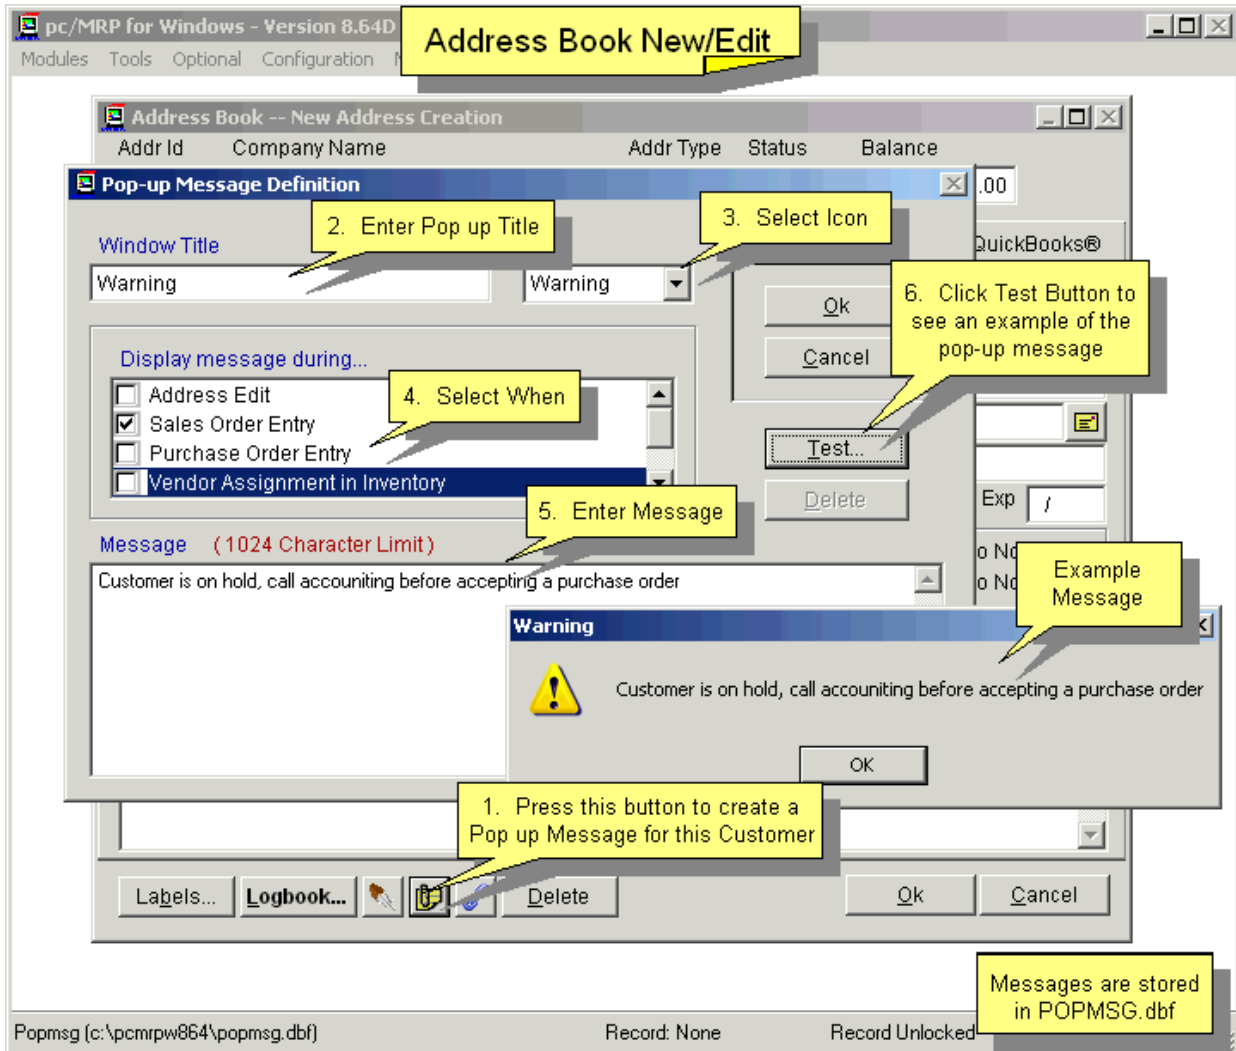 pc/MRP for Windows - Version 8.64D
Address Book New/Edit
Modules Tools Optional Configuration
Address Book -- New Address Creation
Addr Id Company Name Addr Type Status Balance
Pop-up Message Definition
.00
2. Enter Pop up Title
3. Select Icon
Window Title
QuickBooks®
Warning
Warning
Ok
6. Click Test Button to
see an example of the
pop-up message
Display message during...
Cancel
Address Edit
4. Select When
Sales Order Entry
Purchase Order Entry
Test...
Vendor Assignment in Inventory
Delete
Exp /
5. Enter Message
Message (1024 Character Limit)
Customer is on hold, call accouniting before accepting a purchase order
Example
Message
Warning
Customer is on hold, call accouniting before accepting a purchase order
OK
1. Press this button to create a
Pop up Message for this Customer
Labels... Logbook... Delete Ok Cancel
Messages are stored
in POPMSG.dbf
Popmsg (c:\pcmrpw864\popmsg.dbf) Record: None Record Unlocked